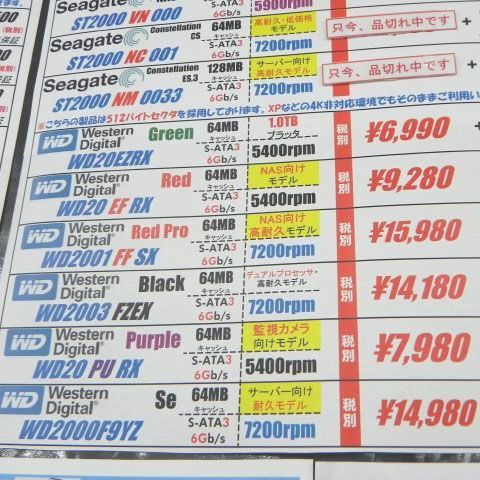 ST2000 VN 000
S-ATA3
6Gb/s
5900rpm
Seagate Constellation CS 64MB キャッシュ 高耐久・低価格モデル
ST2000 NC 001 S-ATA3 6Gb/s 7200rpm
只今、品切れ中です
Seagate Constellation ES.3 128MB キャッシュ サーバー向け高耐久モデル
ST2000 NM 0033 S-ATA3 6Gb/s 7200rpm
只今、品切れ中です
※こちらの製品は512バイトセクタを採用しております。XPなどの4K非対応環境でもそのままご利用い
WD Western Digital Green 64MB キャッシュ 1.0TB プラッタ
WD20EZRX S-ATA3 6Gb/s 5400rpm
税別 ¥6,990 +
WD Western Digital Red 64MB キャッシュ NAS向けモデル
WD20 EF RX S-ATA3 6Gb/s 5400rpm
税別 ¥9,280
WD Western Digital Red Pro 64MB キャッシュ NAS向け高耐久モデル
WD2001 FF SX S-ATA3 6Gb/s 7200rpm
税別 ¥15,980
WD Western Digital Black 64MB キャッシュ デュアルプロセッサ・高耐久モデル
WD2003 FZEX S-ATA3 6Gb/s 7200rpm
税別 ¥14,180
WD Western Digital Purple 64MB キャッシュ 監視カメラ向けモデル
WD20 PU RX S-ATA3 6Gb/s 5400rpm
税別 ¥7,980
WD Western Digital Se 64MB キャッシュ サーバー向け耐久モデル
WD2000F9YZ S-ATA3 6Gb/s 7200rpm
税別 ¥14,980